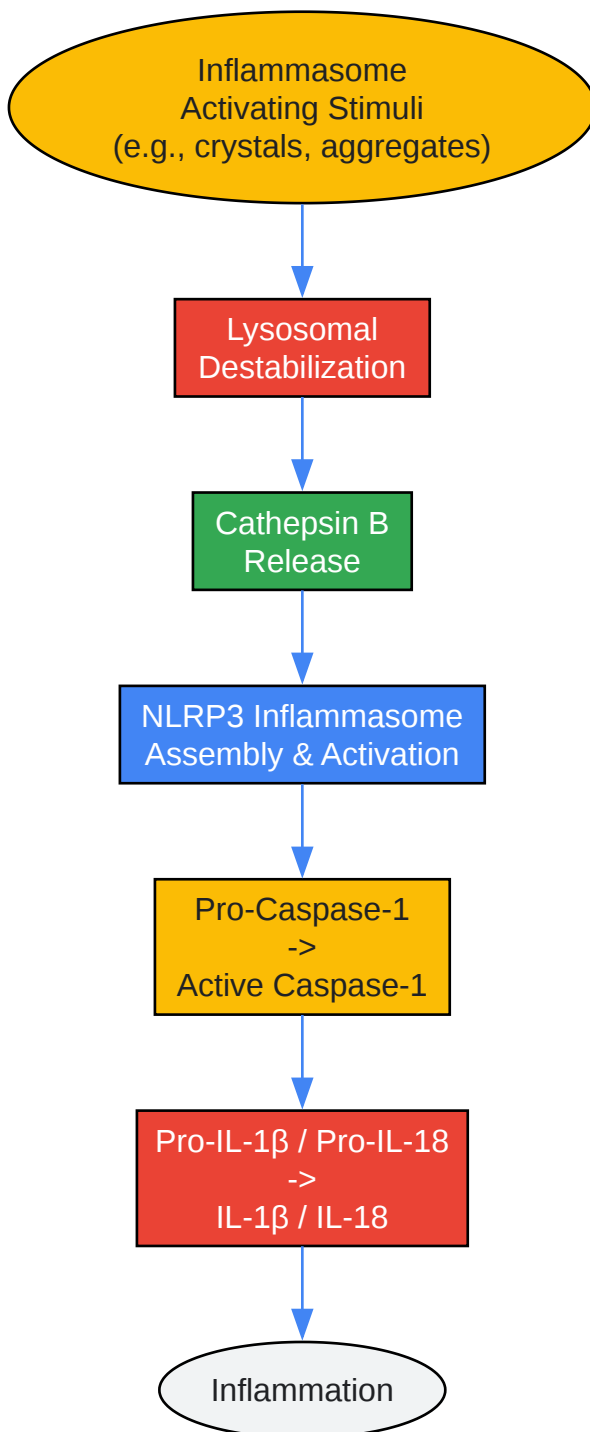 Inflammasome
Activating Stimuli
(e.g., crystals, aggregates)
Lysosomal
Destabilization
Cathepsin B
Release
NLRP3 Inflammasome
Assembly & Activation
Pro-Caspase-1
->
Active Caspase-1
Pro-IL-1β / Pro-IL-18
->
IL-1β / IL-18
Inflammation